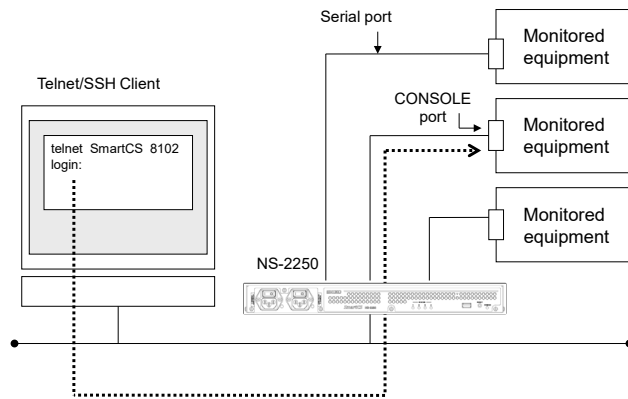 Serial port
Monitored
equipment
Telnet/SSH Client
CONSOLE
port
Monitored
equipment
telnet SmartCS 8102
login:
Monitored
equipment
NS-2250